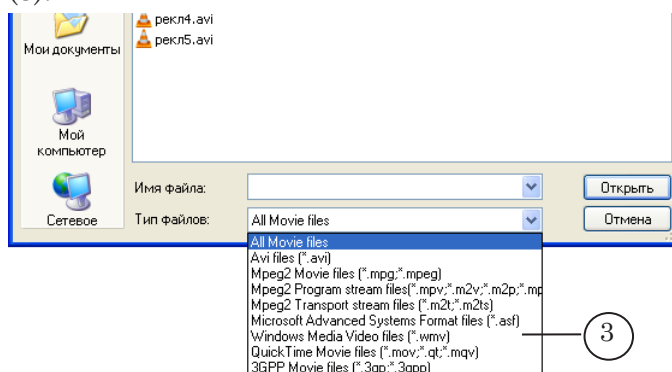 рекл4.avi
рекл5.avi
Мои документы
Мой
компьютер
Сетевое
Имя файла:
Открыть
Тип файлов:
All Movie files
Отмена
All Movie files
Avi files (*.avi)
Mpeg2 Movie files (*.mpg;*.mpeg)
Mpeg2 Program stream files(*.mpv;*.m2v;*.m2p;*.mp
Mpeg2 Transport stream files (*.m2t;*.m2ts)
Microsoft Advanced Systems Format files (*.asf)
Windows Media Video files (*.wmv)
3
QuickTime Movie files (*.mov;*.qt;*.mqv)
3GPP Movie files (*.3gp;*.3gpp)